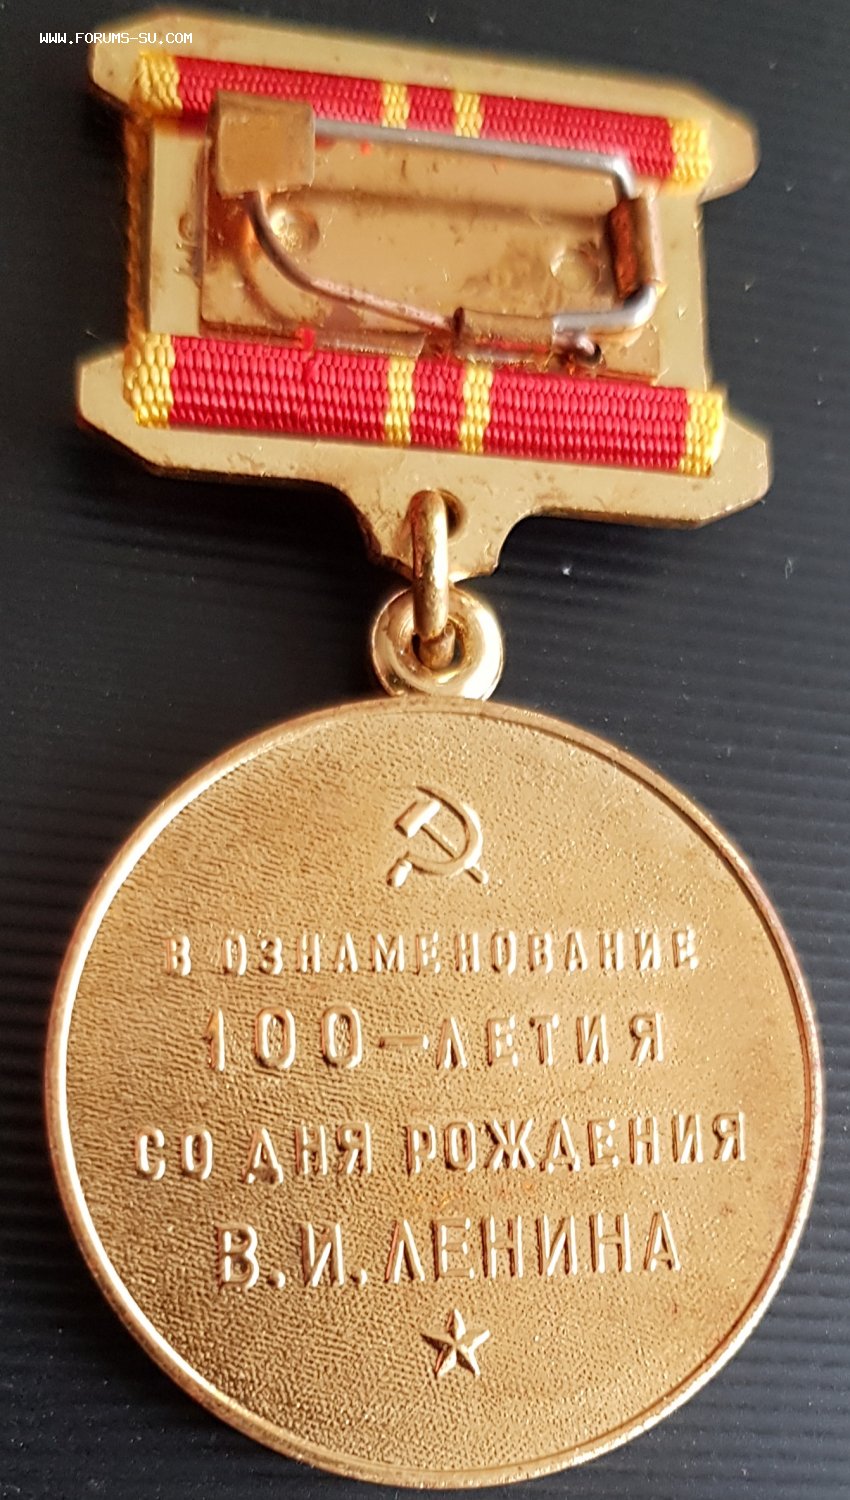 WWW.FORUMS-SU.COM
В ОЗНАМЕНОВАНИЕ
100-ЛЕТИЯ
СО ДНЯ РОЖДЕНИЯ
В.И.ЛЕНИНА